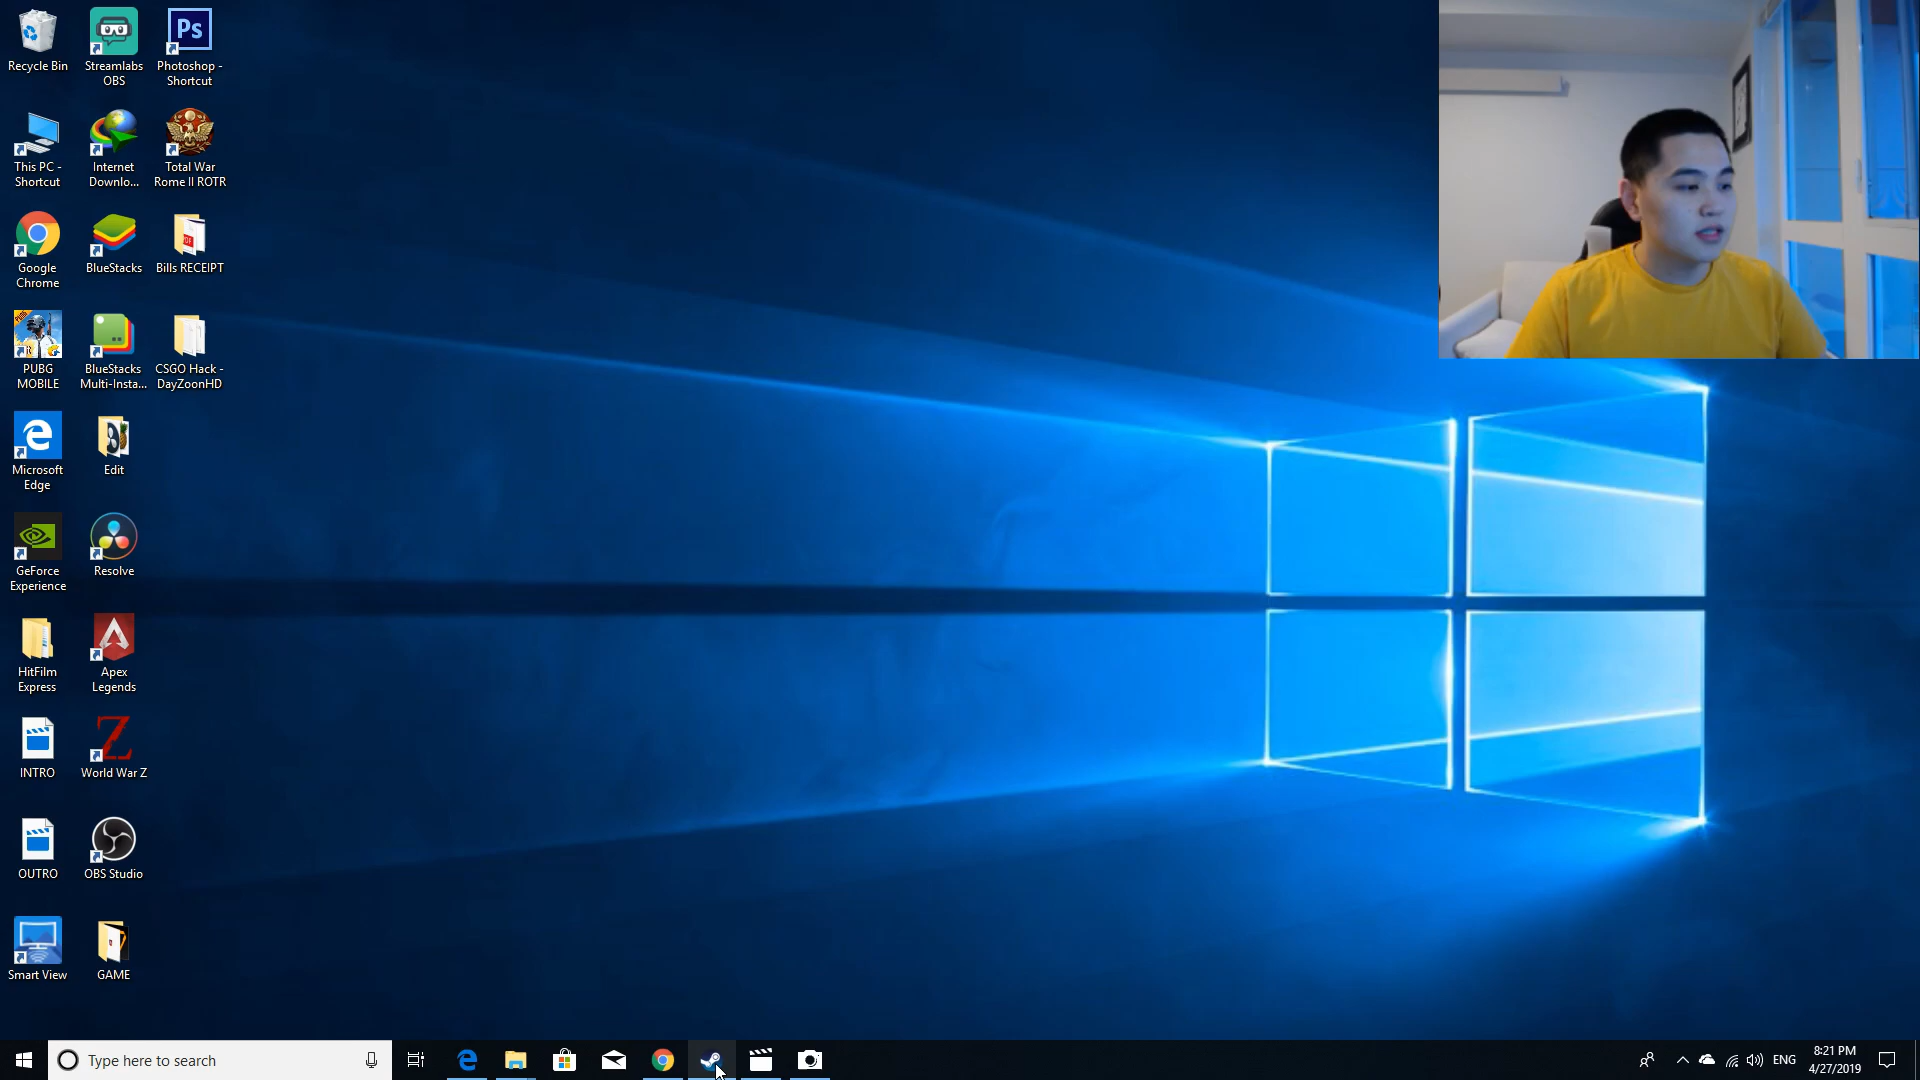 Recycle Bin
Streamlabs
OBS
Ps
Photoshop -
Shortcut
This PC -
Shortcut
Internet
Downlo...
Total War
Rome II ROTR
Google
Chrome
BlueStacks
PDF
Bills RECEIPT
PUBG
MOBILE
BlueStacks
Multi-Insta...
CSGO Hack -
DayZoonHD
Microsoft
Edge
Edit
GeForce
Experience
Resolve
HitFilm
Express
Apex
Legends
INTRO
Z
World War Z
OUTRO
OBS Studio
Smart View
GAME
Type here to search
ENG
8:21 PM
4/27/2019